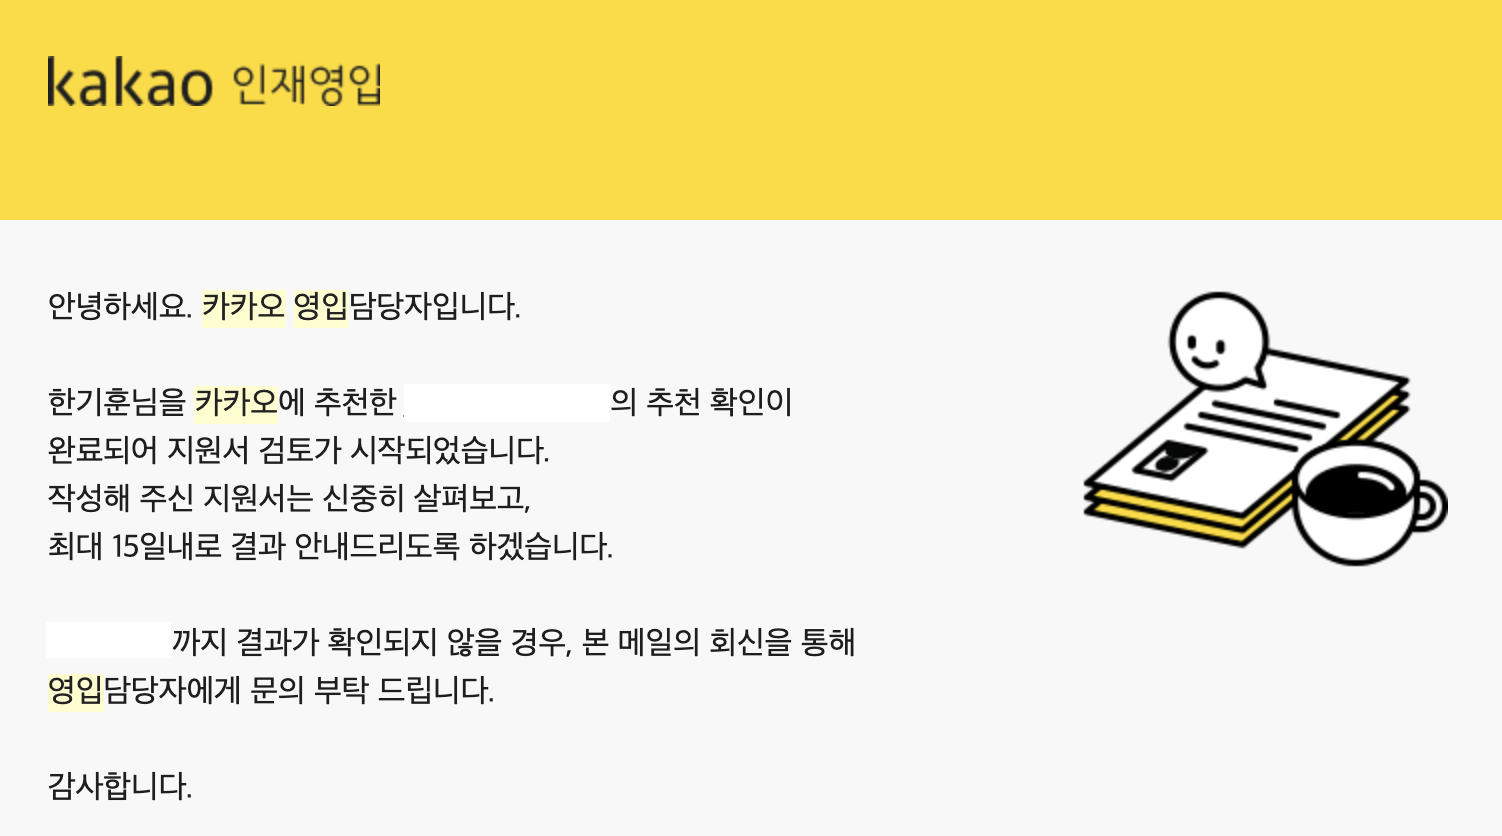 kakao 인재영입
안녕하세요. 카카오 영입담당자입니다.
한기훈님을 카카오에 추천한 의 추천 확인이
완료되어 지원서 검토가 시작되었습니다.
작성해 주신 지원서는 신중히 살펴보고,
최대 15일내로 결과 안내드리도록 하겠습니다.
까지 결과가 확인되지 않을 경우, 본 메일의 회신을 통해
영입담당자에게 문의 부탁 드립니다.
감사합니다.